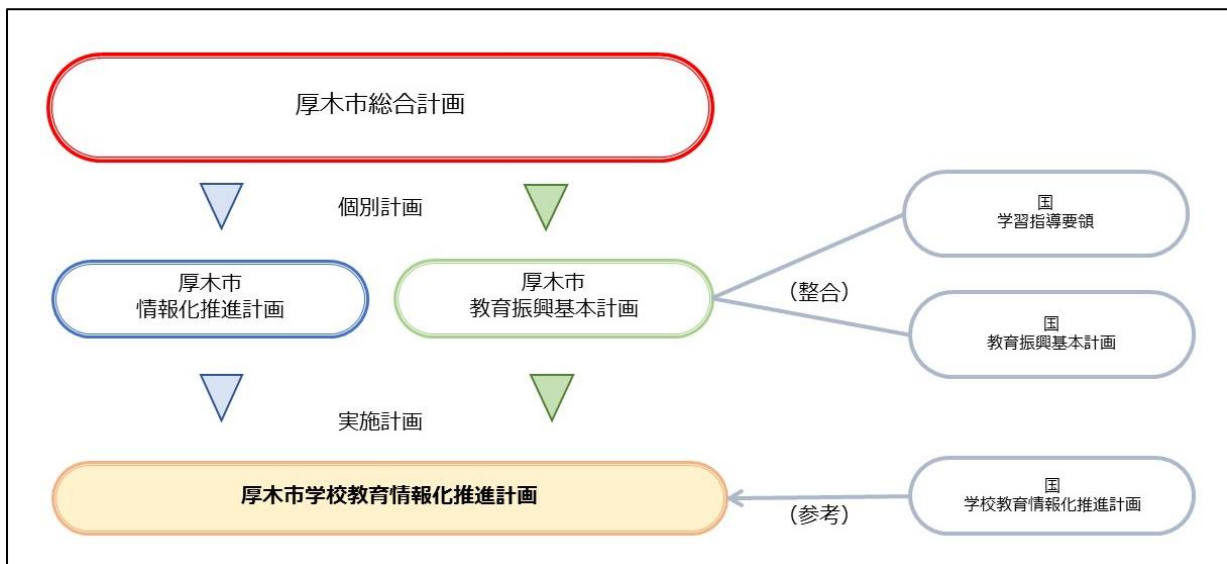 厚木市総合計画
個別計画
国
学習指導要領
厚木市
情報化推進計画
厚木市
教育振興基本計画
（整合）
国
教育振興基本計画
実施計画
厚木市学校教育情報化推進計画
（参考）
国
学校教育情報化推進計画